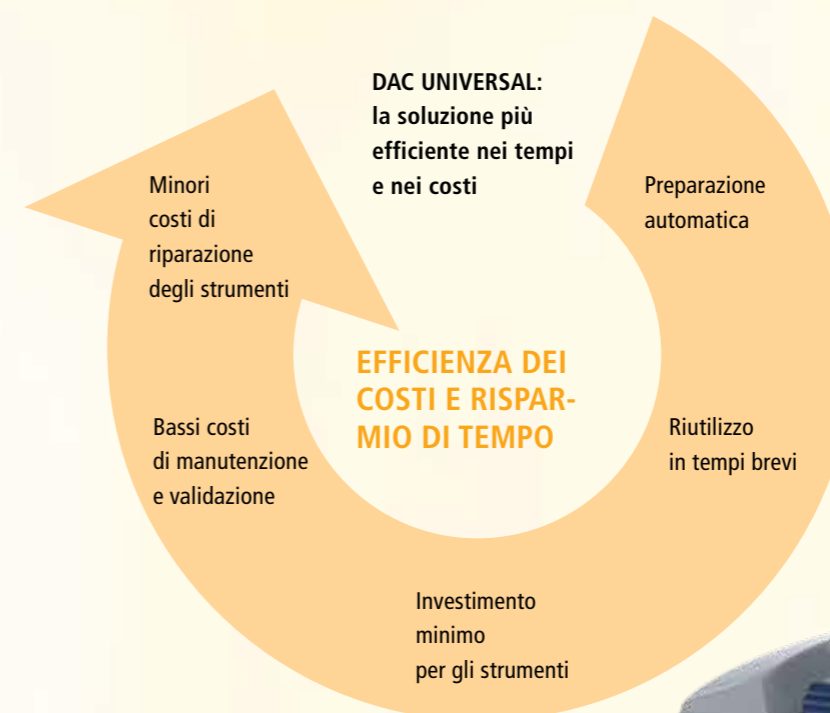 DAC UNIVERSAL:
la soluzione più
efficiente nei tempi
e nei costi
Preparazione
automatica
Riutilizzo
in tempi brevi
Investimento
minimo
per gli strumenti
Bassi costi
di manutenzione
e validazione
Minori
costi di
riparazione
degli strumenti
EFFICIENZA DEI
COSTI E RISPAR-
MIO DI TEMPO